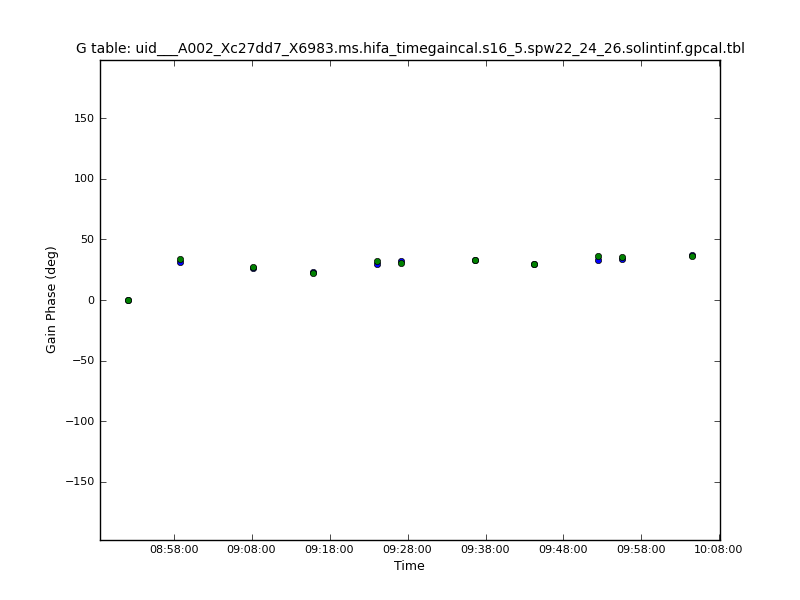 G table: uid___A002_Xc27dd7_X6983.ms.hifa_timegaincal.s16_5.spw22_24_26.solintinf.gpcal.tbl
150
100
50
0
−50
−100
−150
Gain Phase (deg)
08:58:00 09:08:00 09:18:00 09:28:00 09:38:00 09:48:00 09:58:00 10:08:00
Time